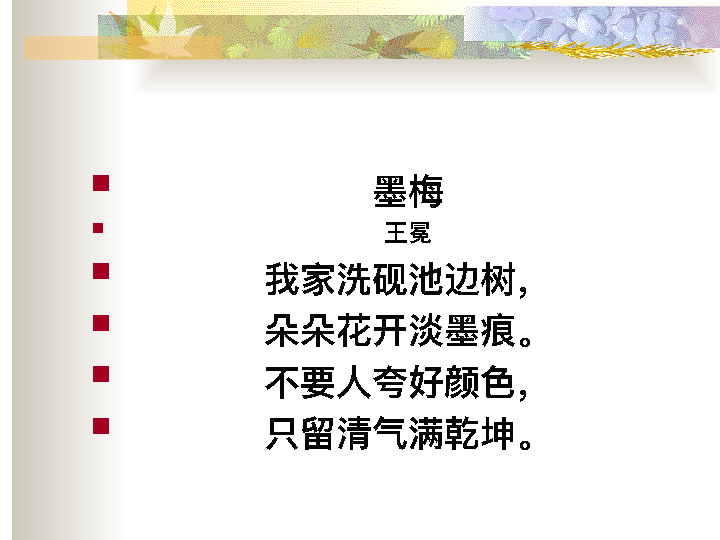 墨梅
王冕
我家洗砚池边树，
朵朵花开淡墨痕。
不要人夸好颜色，
只留清气满乾坤。